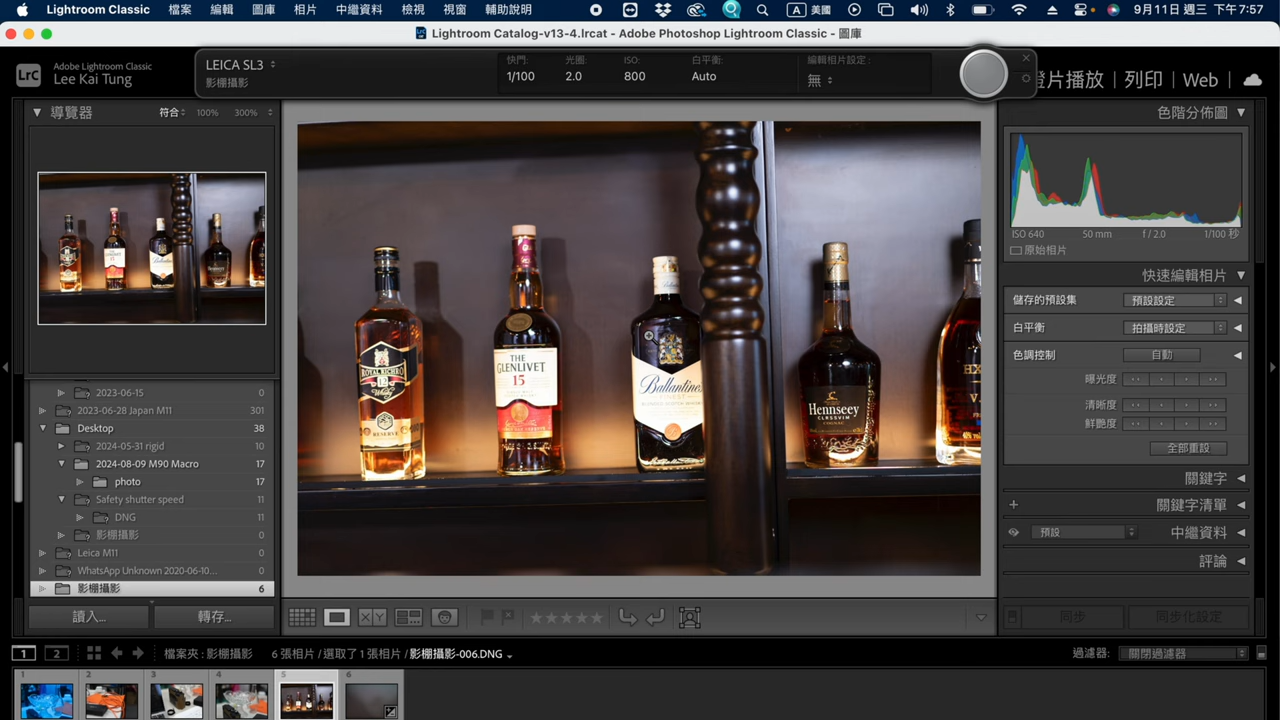 Lightroom Classic 檔案 編輯 圖庫 相片 中繼資料 檢視 視窗 輔助說明 A 美國 9月11日 週三 下午7:57
Lightroom Catalog-v13-4.lrcat - Adobe Photoshop Lightroom Classic - 圖庫
LrC Adobe Lightroom Classic
Lee Kai Tung
LEICA SL3
影棚攝影
快門: 光圈: ISO: 白平衡: 編輯相片設定:
1/100 2.0 800 Auto 無
燈片播放 | 列印 | Web
導覽器 符合 100% 300%
色階分佈圖
ISO 640 50 mm f / 2.0 1/100 秒
原始相片
快速編輯相片
儲存的預設集 預設設定
白平衡 拍攝時設定
色調控制 自動
曝光度
清晰度
鮮艷度
全部重設
關鍵字
關鍵字清單
預設 中繼資料
評論
同步 同步化設定
2023-06-15 0
2023-06-28 Japan M11 301
Desktop 38
2024-05-31 rigid 10
2024-08-09 M90 Macro 17
photo 17
Safety shutter speed 11
DNG 11
影棚攝影 0
Leica M11 0
WhatsApp Unknown 2020-06-10... 0
影棚攝影 6
讀入... 轉存...
ROYAL
12
Whisky
RESERVE
THE
GLENLIVET
15
Ballantine's
FINEST
Hennseey
COGNAC
X Y
1 2 檔案夾 : 影棚攝影 6 張相片 / 選取了 1 張相片 / 影棚攝影-006.DNG 過濾器: 關閉過濾器
1 2 3 4 5 6